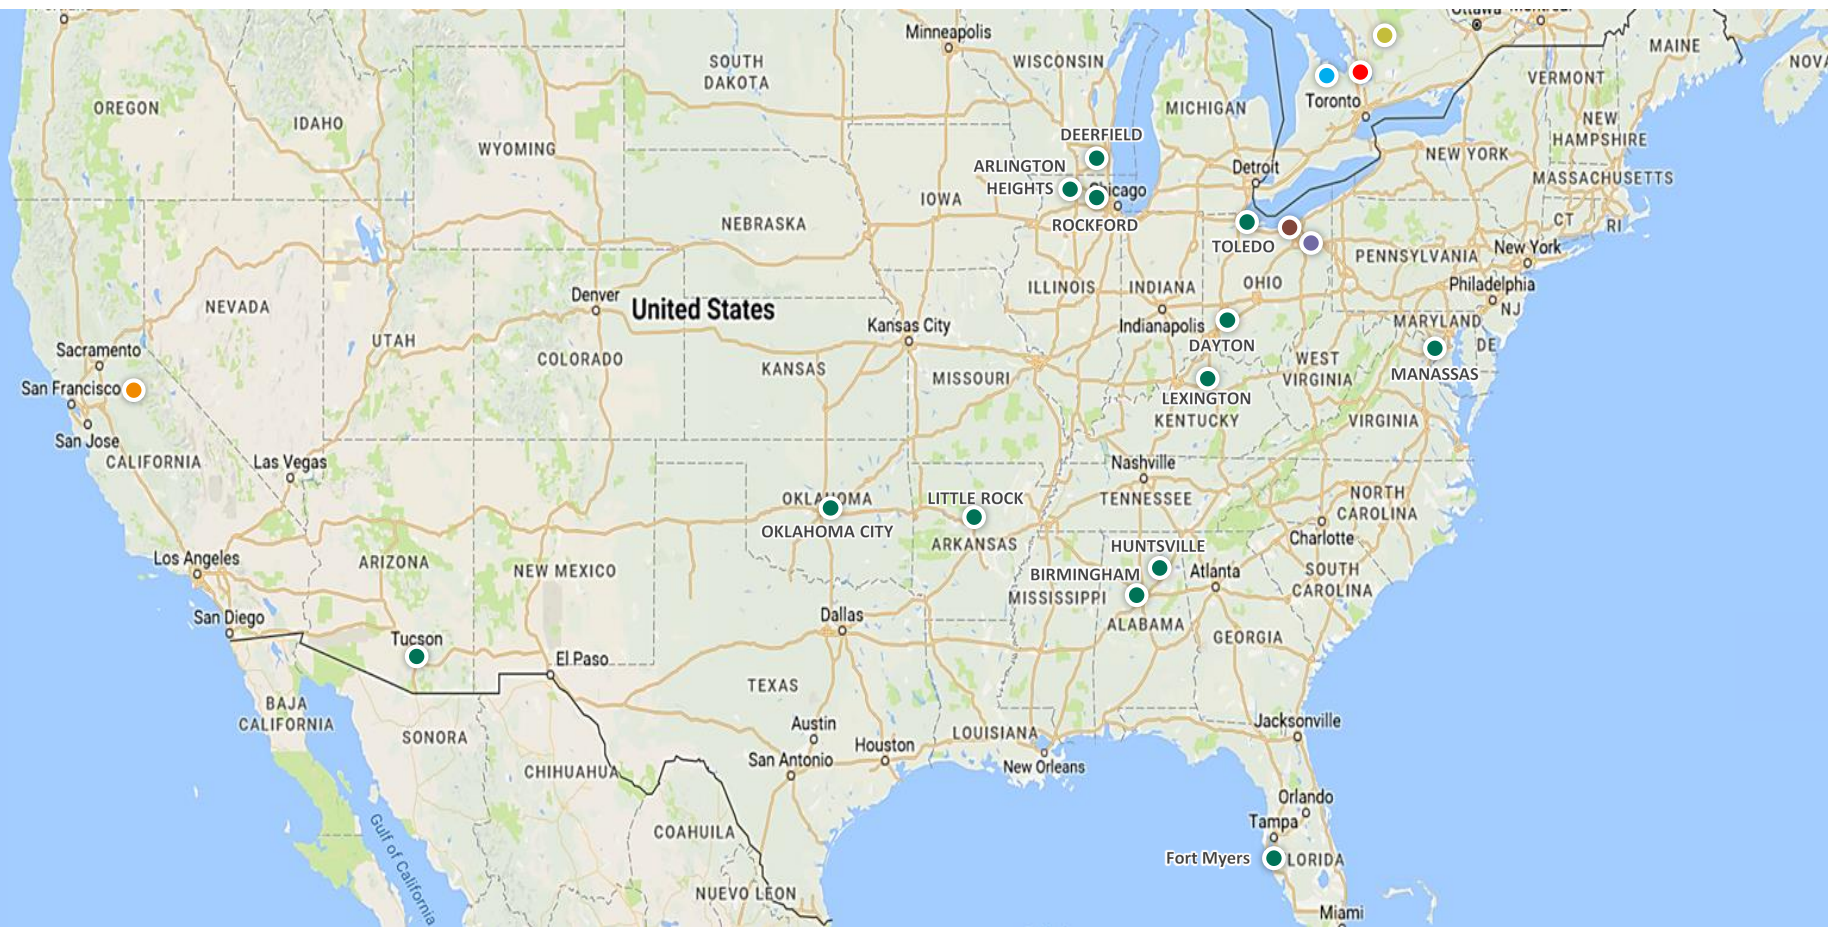 Minneapolis
SOUTH
DAKOTA
WISCONSIN
MAINE
OREGON
IDAHO
WYOMING
MICHIGAN
Toronto
VERMONT
NEW
HAMPSHIRE
DEERFIELD
ARLINGTON
HEIGHTS
Chicago
ROCKFORD
Detroit
NEW YORK
MASSACHUSETTS
CT
RI
IOWA
NEBRASKA
TOLEDO
PENNSYLVANIA
New York
Philadelphia
NJ
NEVADA
UTAH
Denver
United States
COLORADO
Kansas City
KANSAS
MISSOURI
ILLINOIS
INDIANA
OHIO
Indianapolis
DAYTON
MARYLAND
DE
MANASSAS
WEST
VIRGINIA
LEXINGTON
KENTUCKY
VIRGINIA
Sacramento
San Francisco
San Jose
CALIFORNIA
Las Vegas
Nashville
TENNESSEE
NORTH
CAROLINA
Charlotte
OKLAHOMA
OKLAHOMA CITY
LITTLE ROCK
ARKANSAS
HUNTSVILLE
BIRMINGHAM
Atlanta
SOUTH
CAROLINA
MISSISSIPPI
ALABAMA
GEORGIA
Los Angeles
ARIZONA
NEW MEXICO
San Diego
Tucson
El Paso
Dallas
TEXAS
BAJA
CALIFORNIA
SONORA
CHIHUAHUA
Austin
San Antonio
Houston
LOUISIANA
New Orleans
Jacksonville
Orlando
Tampa
Fort Myers
LORIDA
Miami
Gulf of California
COAHUILA
NUEVO LEON